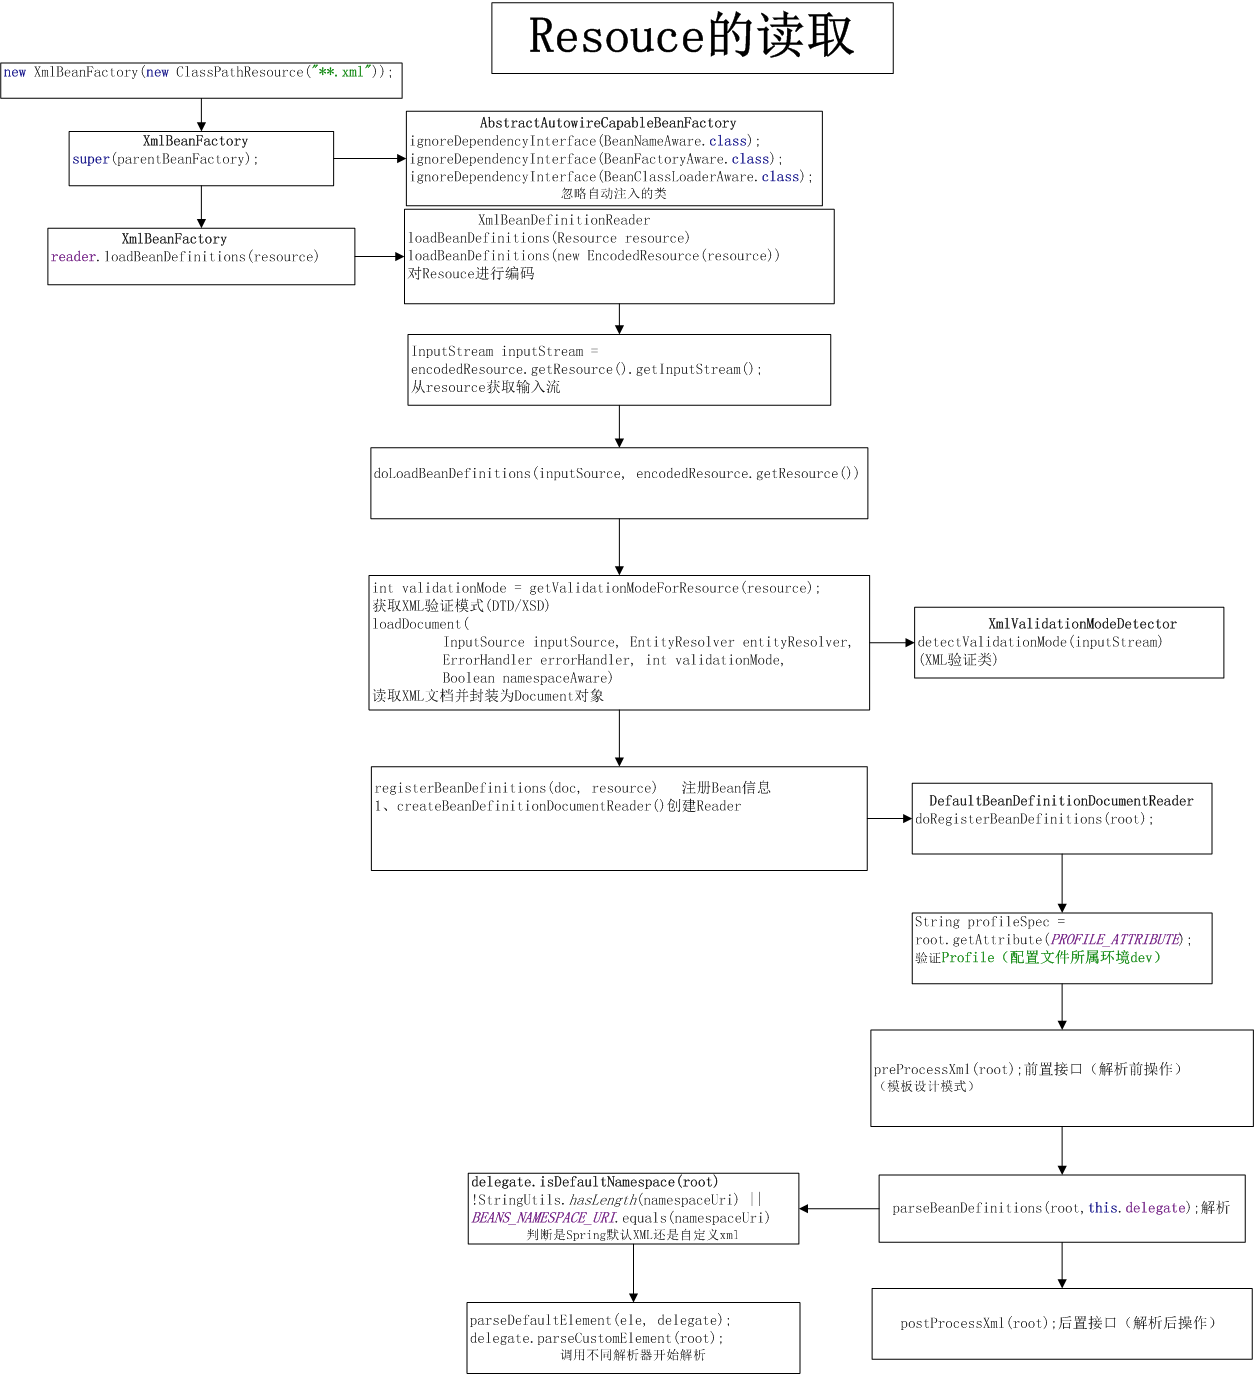 Resouce的读取
new XmlBeanFactory(new ClassPathResource("**.xml"));
XmlBeanFactory
super(parentBeanFactory);
AbstractAutowireCapableBeanFactory
ignoreDependencyInterface(BeanNameAware.class);
ignoreDependencyInterface(BeanFactoryAware.class);
ignoreDependencyInterface(BeanClassLoaderAware.class);
忽略自动注入的类
XmlBeanFactory
reader.loadBeanDefinitions(resource)
XmlBeanDefinitionReader
loadBeanDefinitions(Resource resource)
loadBeanDefinitions(new EncodedResource(resource))
对Resouce进行编码
InputStream inputStream =
encodedResource.getResource().getInputStream();
从resource获取输入流
doLoadBeanDefinitions(inputSource, encodedResource.getResource())
int validationMode = getValidationModeForResource(resource);
获取XML验证模式(DTD/XSD)
loadDocument(
InputSource inputSource, EntityResolver entityResolver,
ErrorHandler errorHandler, int validationMode,
Boolean namespaceAware)
读取XML文档并封装为Document对象
XmlValidationModeDetector
detectValidationMode(inputStream)
(XML验证类)
registerBeanDefinitions(doc, resource) 注册Bean信息
1、createBeanDefinitionDocumentReader()创建Reader
DefaultBeanDefinitionDocumentReader
doRegisterBeanDefinitions(root);
String profileSpec =
root.getAttribute(PROFILE_ATTRIBUTE);
验证Profile（配置文件所属环境dev）
preProcessXml(root);前置接口（解析前操作）
（模板设计模式）
parseBeanDefinitions(root,this.delegate);解析
delegate.isDefaultNamespace(root)
!StringUtils.hasLength(namespaceUri) ||
BEANS_NAMESPACE_URI.equals(namespaceUri)
判断是Spring默认XML还是自定义xml
parseDefaultElement(ele, delegate);
delegate.parseCustomElement(root);
调用不同解析器开始解析
postProcessXml(root);后置接口（解析后操作）